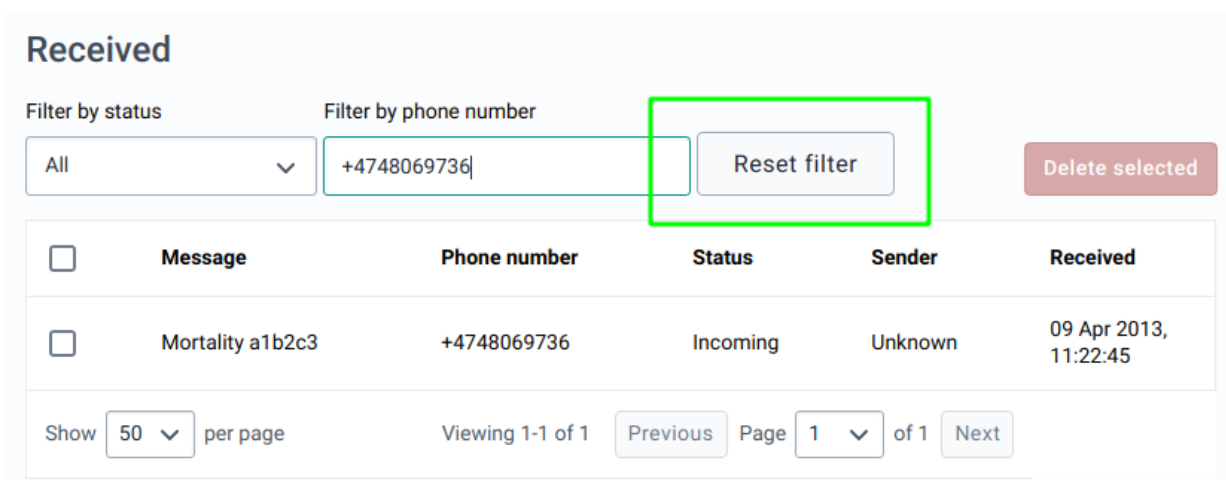 Received
Filter by status Filter by phone number
All +4748069736 Reset filter Delete selected
Message Phone number Status Sender Received
Mortality a1b2c3 +4748069736 Incoming Unknown 09 Apr 2013,
11:22:45
Show 50 per page Viewing 1-1 of 1 Previous Page 1 of 1 Next